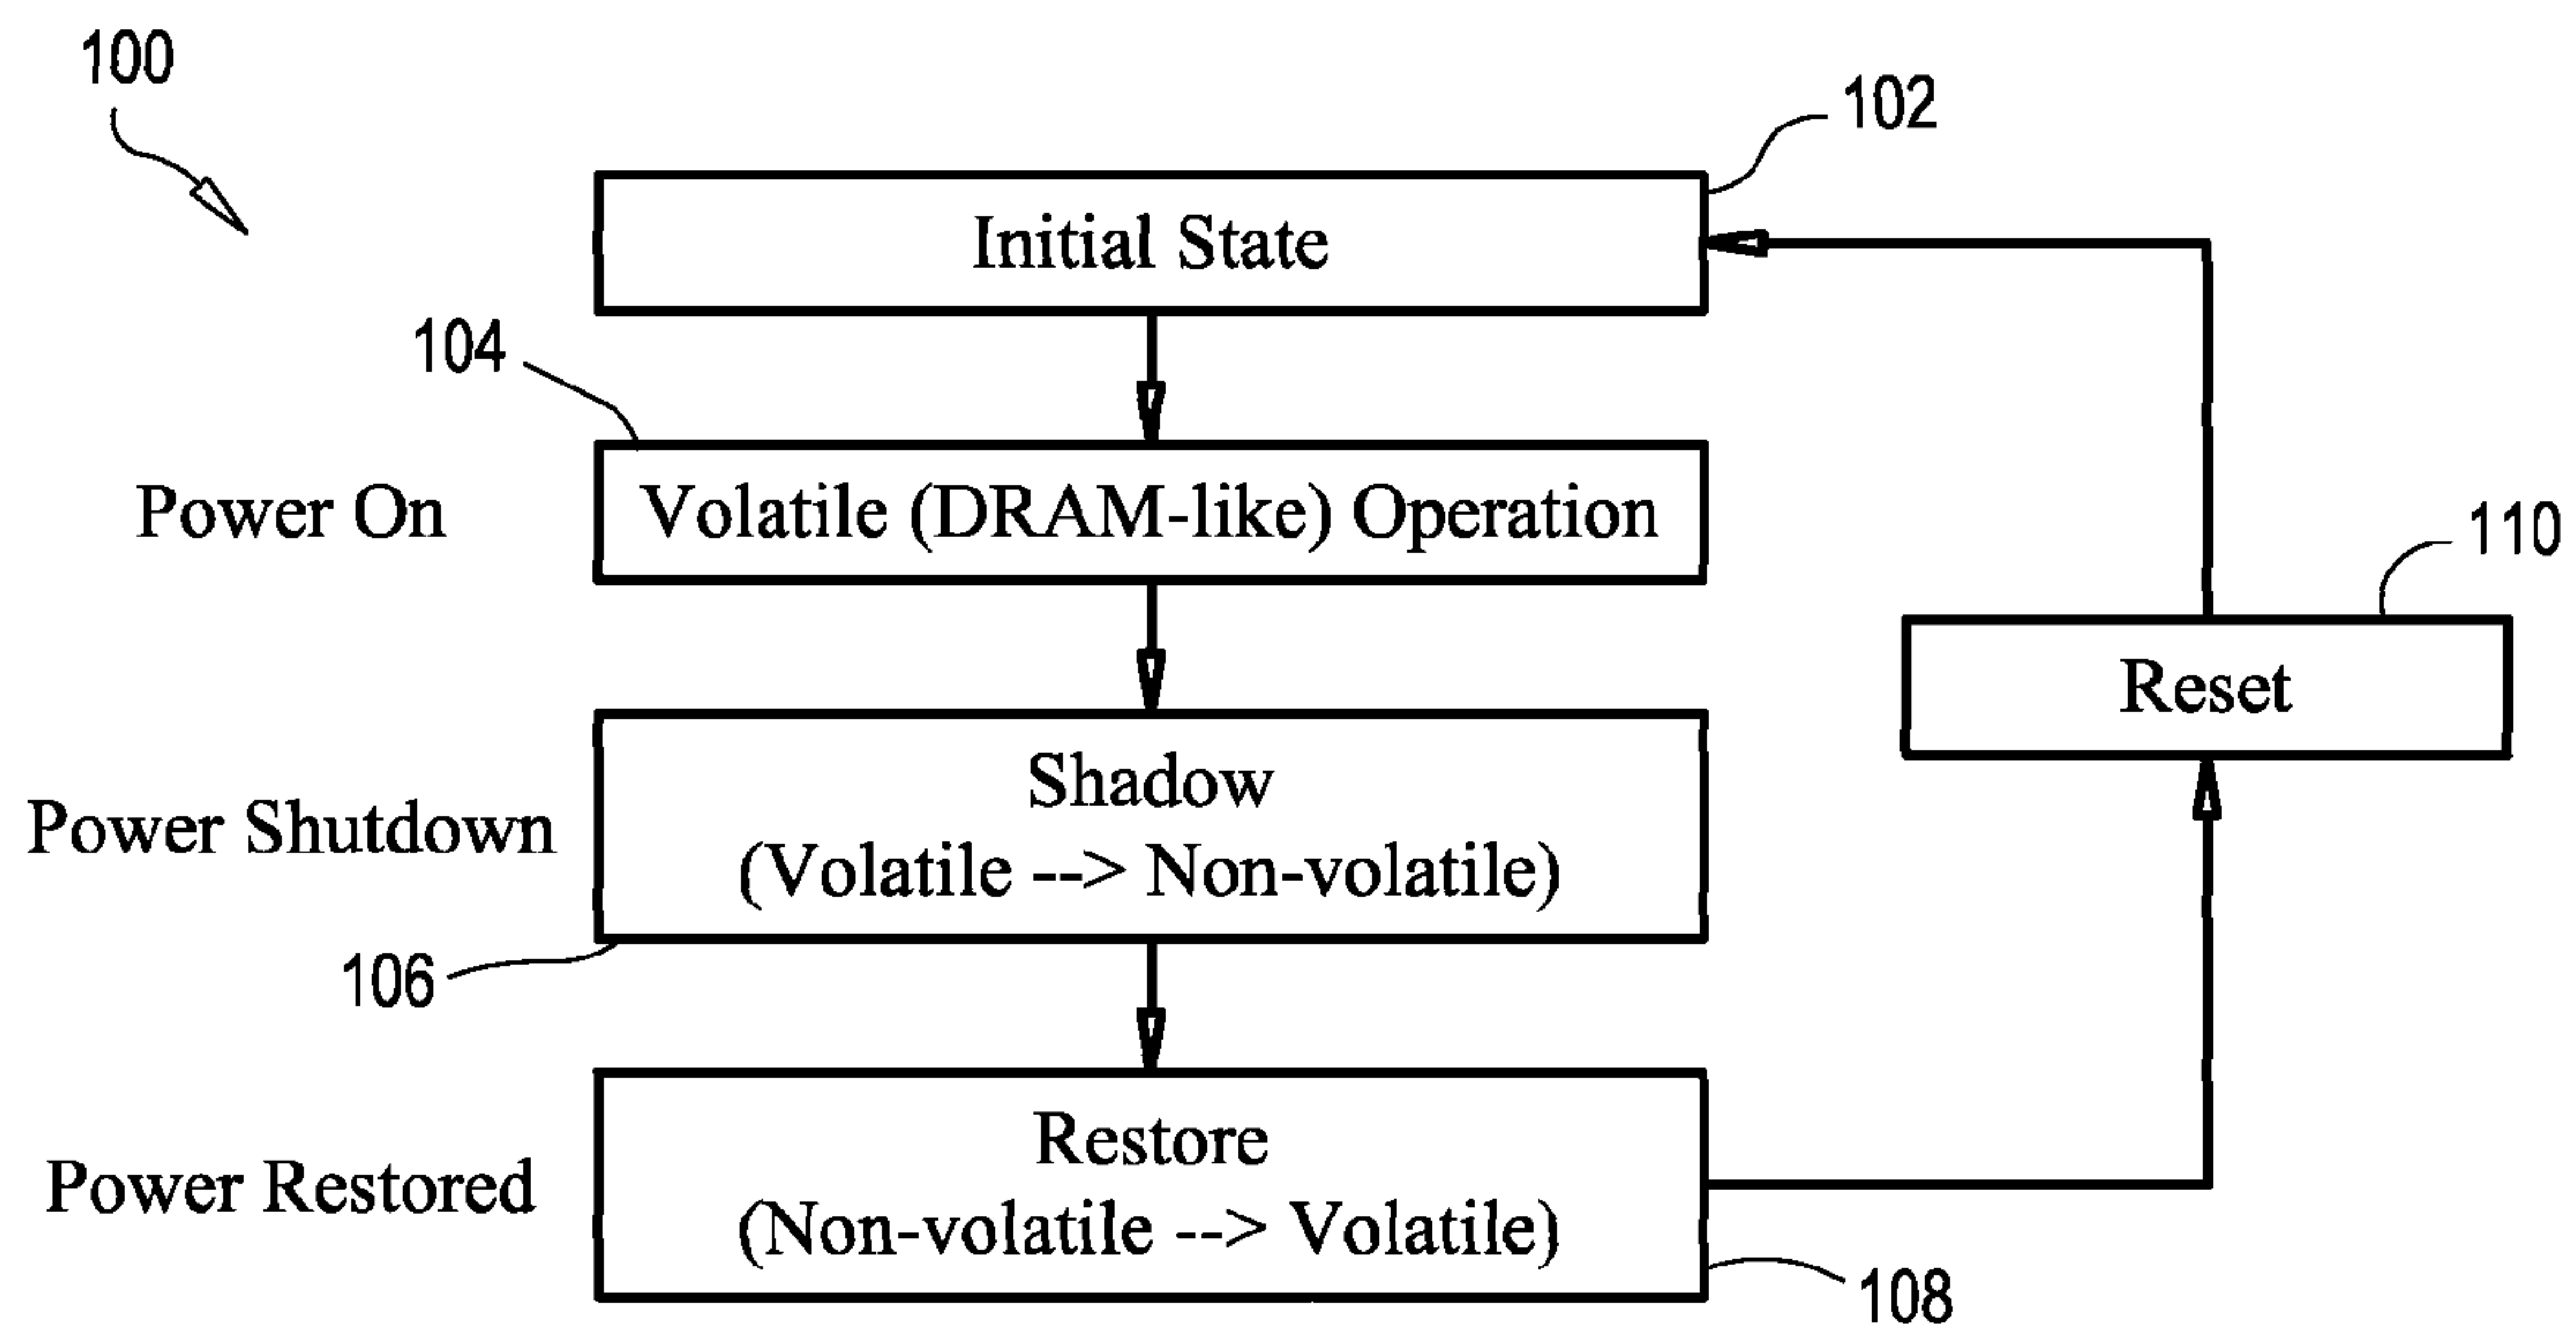 100
102
Initial State
104
Power On
Volatile (DRAM-like) Operation
110
Reset
Power Shutdown
Shadow
(Volatile --> Non-volatile)
106
Power Restored
Restore
(Non-volatile --> Volatile)
108